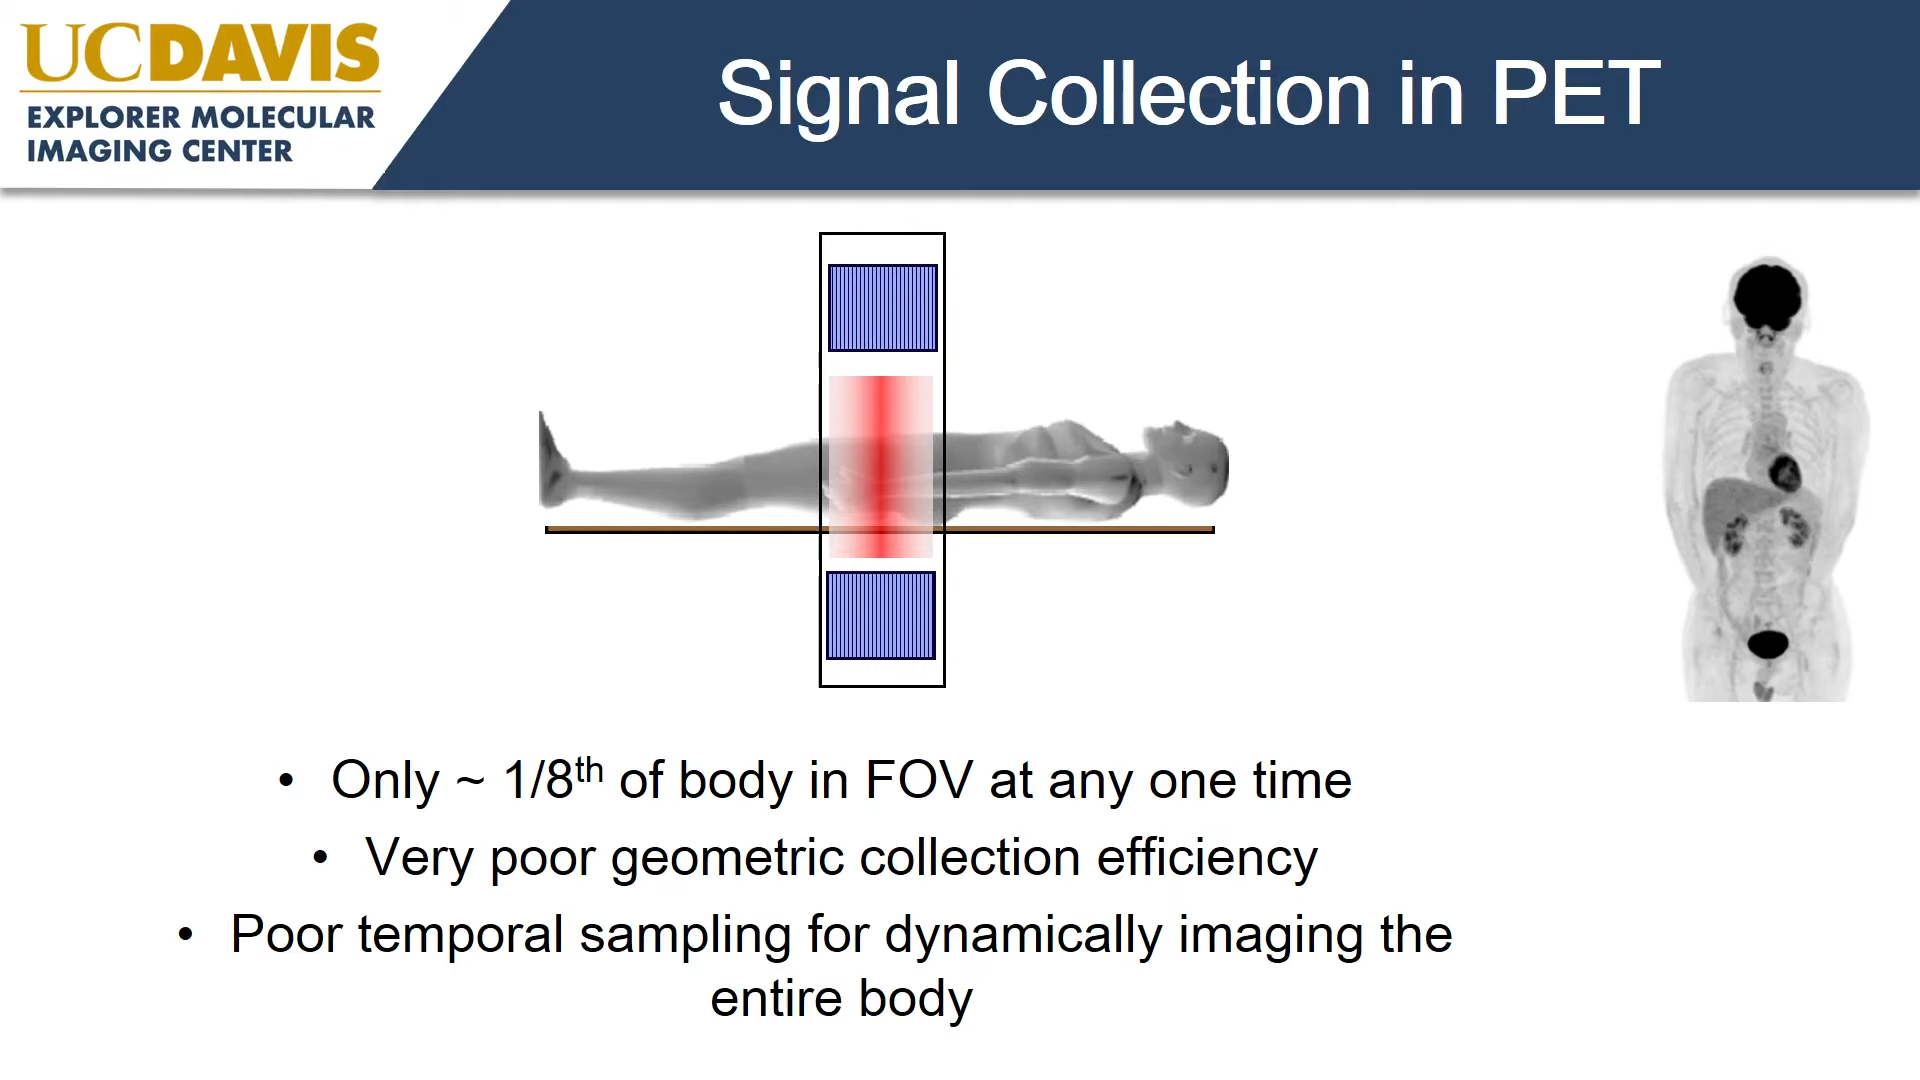 UCDAVIS
EXPLORER MOLECULAR
IMAGING CENTER
Signal Collection in PET
• Only ~ 1/8th of body in FOV at any one time
• Very poor geometric collection efficiency
• Poor temporal sampling for dynamically imaging the
entire body